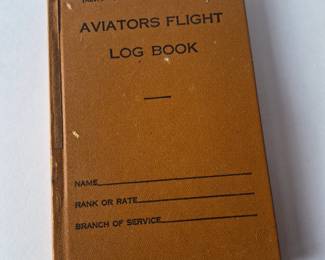 AVIATORS FLIGHT
LOG BOOK
NAME
RANK OR RATE
BRANCH OF SERVICE